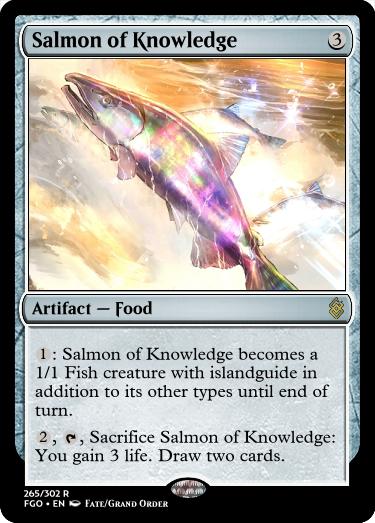 Salmon of Knowledge 3
Artifact — Food
1: Salmon of Knowledge becomes a
1/1 Fish creature with islandguide in
addition to its other types until end of
turn.
2, , Sacrifice Salmon of Knowledge:
You gain 3 life. Draw two cards.
265/302 R
FGO • EN Fate/Grand Order